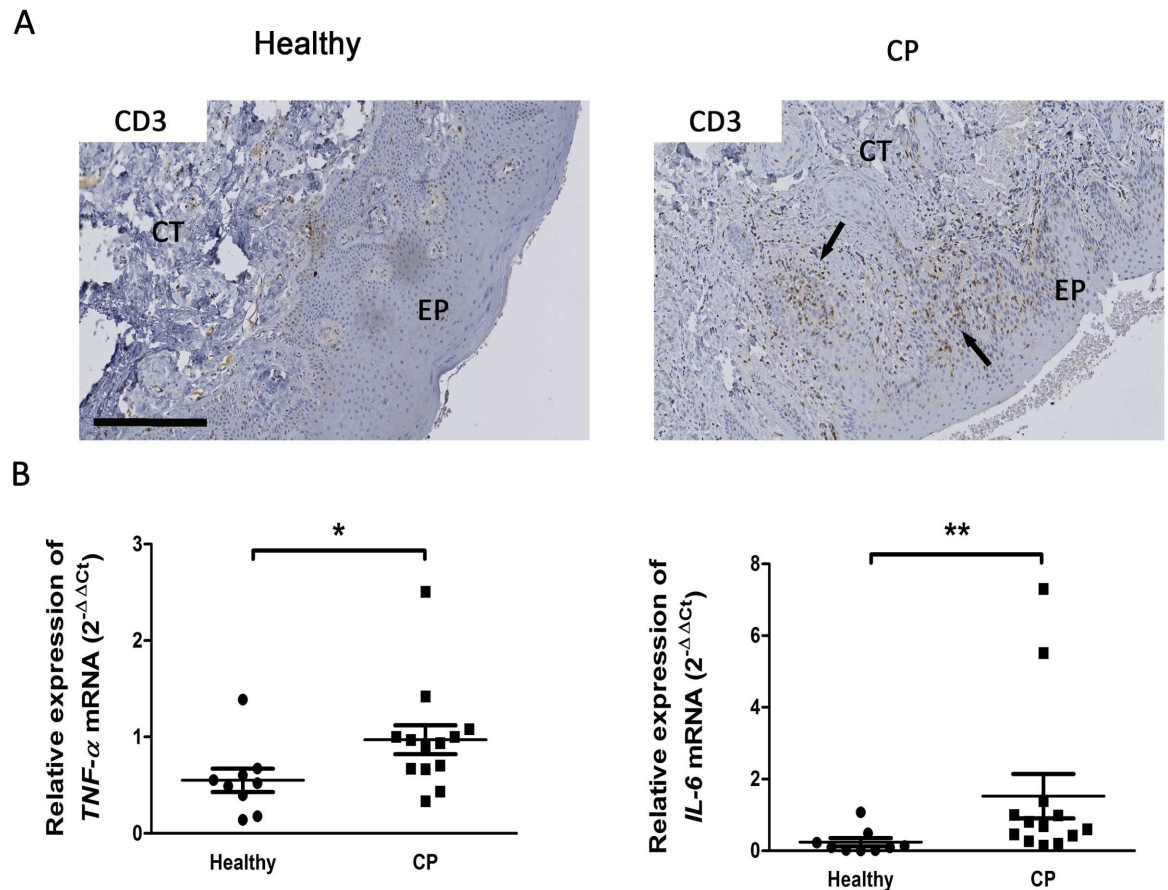 A
Healthy
CP
CD3
CT
EP
CD3
CT
EP
B
Relative expression of
TNF-α mRNA (2-ΔΔCt)
3
2
1
0
*
Healthy
CP
Relative expression of
IL-6 mRNA (2-ΔΔCt)
8
6
4
2
0
**
Healthy
CP